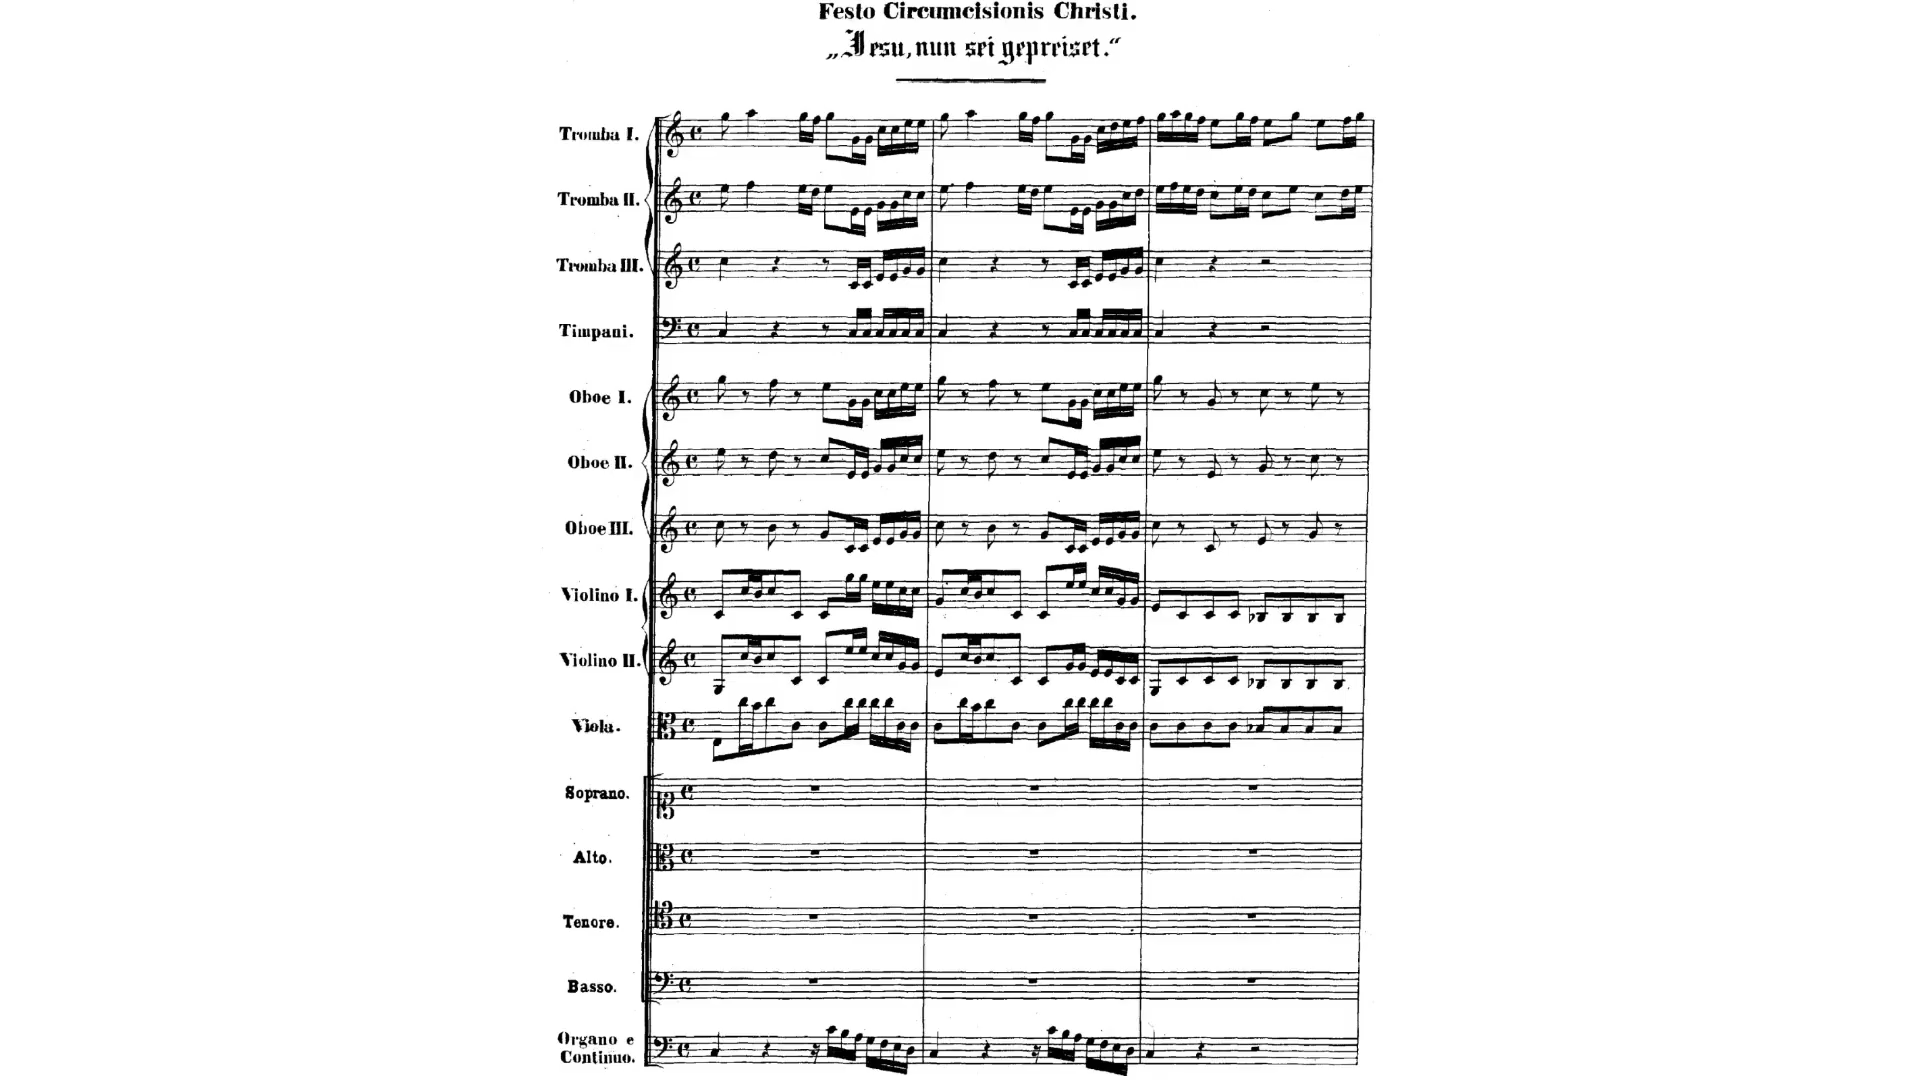 Festo Circumcisionis Christi.
„Jesu, nun sei gepreiset.“
Tromba I.
Tromba II.
Tromba III.
Timpani.
Oboe I.
Oboe II.
Oboe III.
Violino I.
Violino II.
Viola.
Soprano.
Alto.
Tenore.
Basso.
Organo e
Continuo.